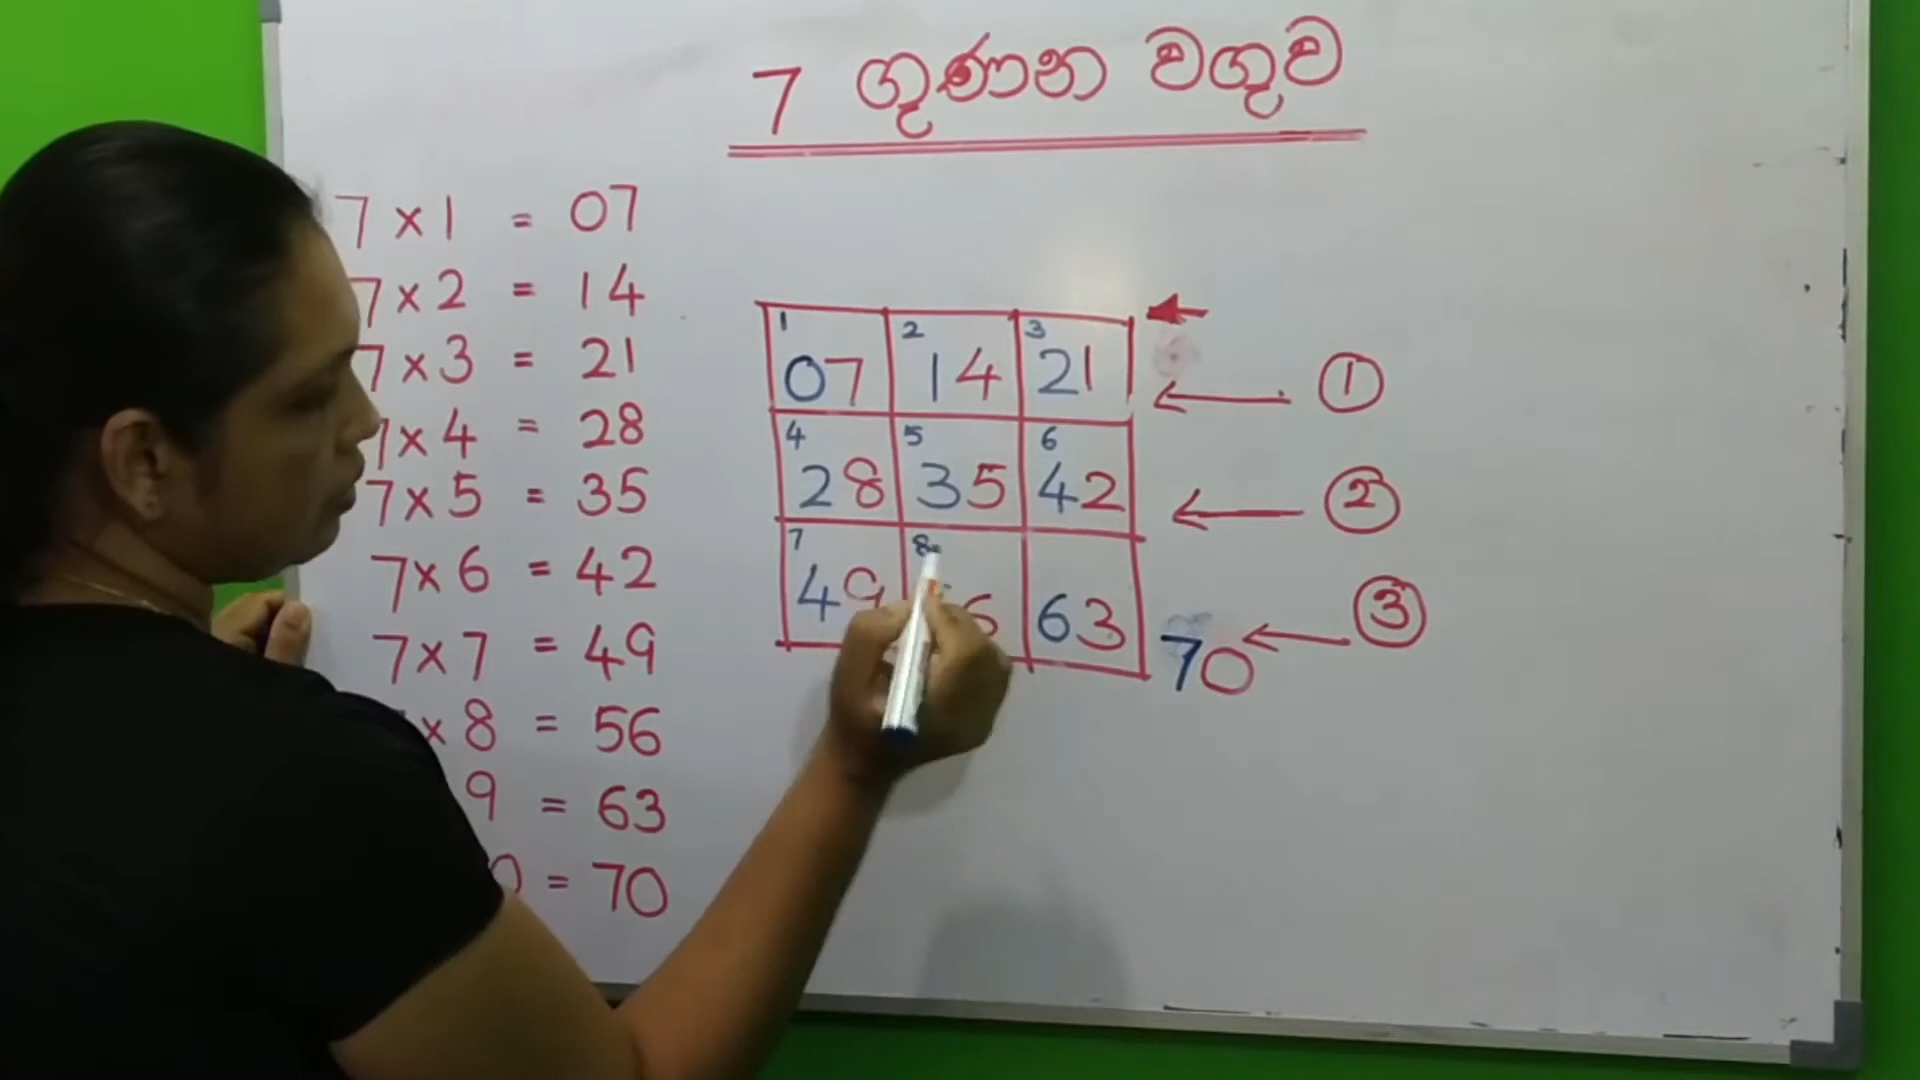 7 ගුණන වගුව
7 x 1 = 07
7 x 2 = 14
7 x 3 = 21
7 x 4 = 28
7 x 5 = 35
7 x 6 = 42
7 x 7 = 49
x 8 = 56
9 = 63
0 = 70
1 2 3
07 14 21
① 
4 5 6
28 35 42
②
7 8
49 6 63 70
③